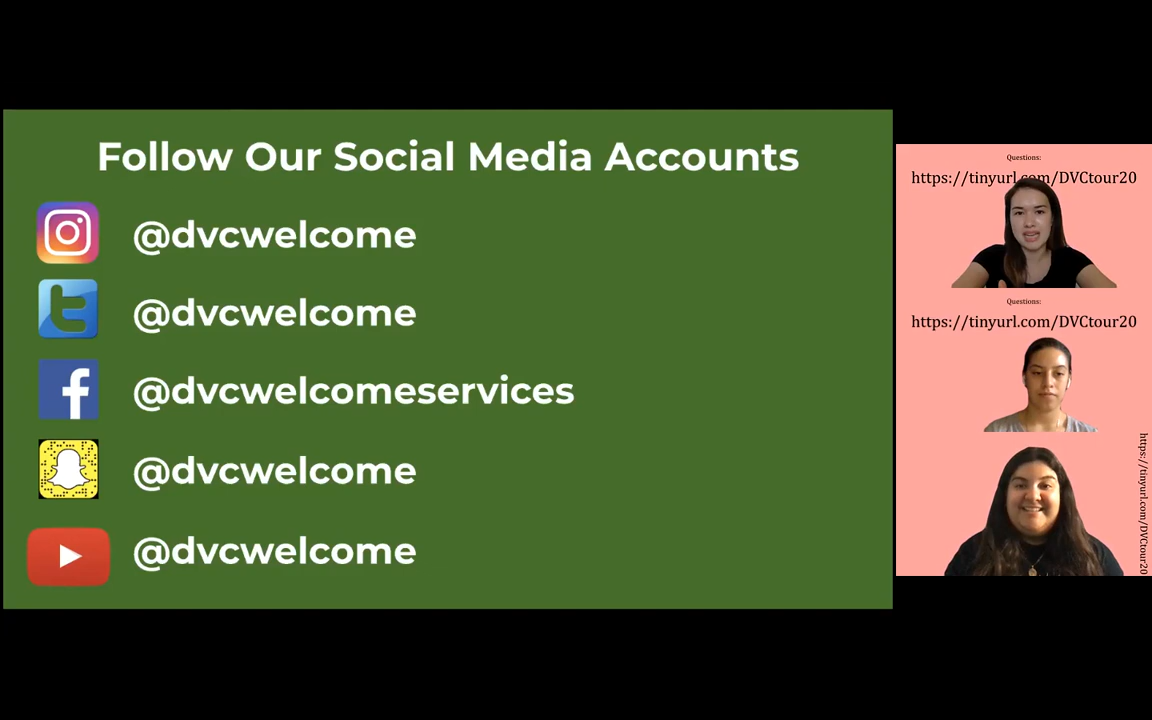 Follow Our Social Media Accounts
@dvcwelcome
@dvcwelcome
@dvcwelcomeservices
@dvcwelcome
@dvcwelcome
Questions:
https://tinyurl.com/DVCtour20
Questions:
https://tinyurl.com/DVCtour20
https://tinyurl.com/DVCtour20